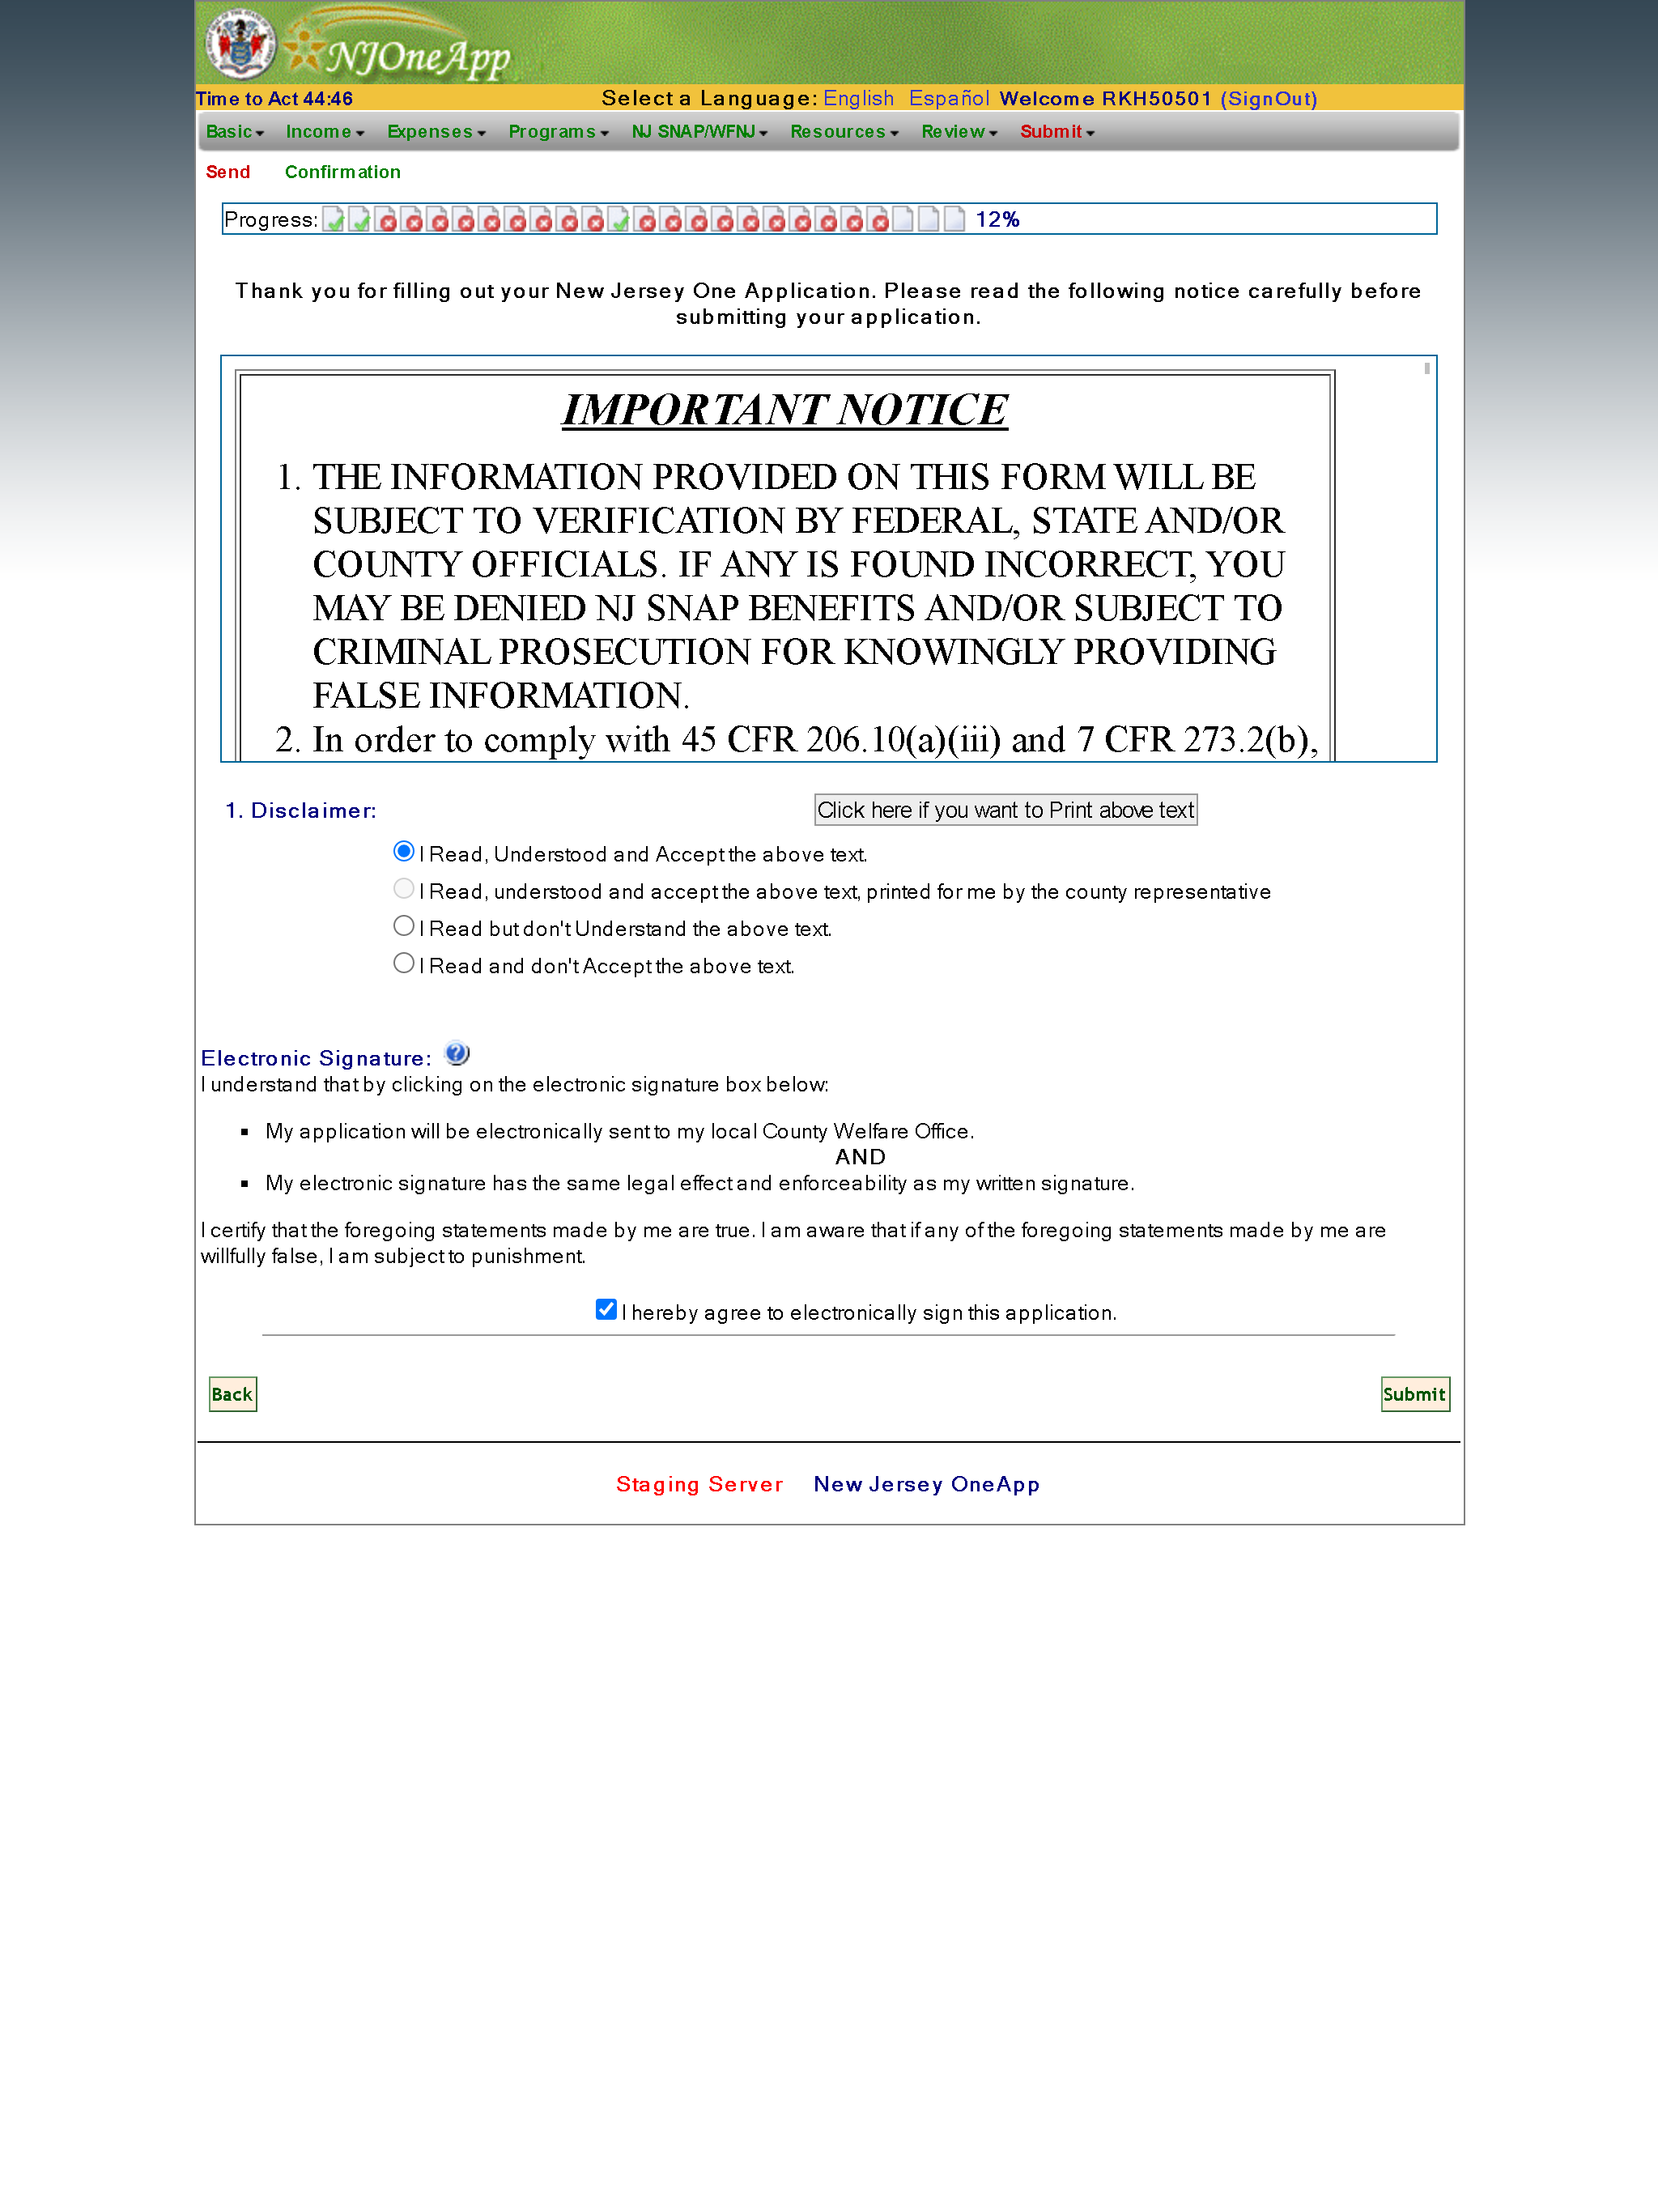 NJOneApp
Time to Act 44:46 Select a Language: English Español Welcome RKH50501 (SignOut)
Basic Income Expenses Programs NJ SNAP/WFNJ Resources Review Submit
Send Confirmation
Progress: 12%
Thank you for filling out your New Jersey One Application. Please read the following notice carefully before
submitting your application.
IMPORTANT NOTICE
1. THE INFORMATION PROVIDED ON THIS FORM WILL BE
SUBJECT TO VERIFICATION BY FEDERAL, STATE AND/OR
COUNTY OFFICIALS. IF ANY IS FOUND INCORRECT, YOU
MAY BE DENIED NJ SNAP BENEFITS AND/OR SUBJECT TO
CRIMINAL PROSECUTION FOR KNOWINGLY PROVIDING
FALSE INFORMATION.
2. In order to comply with 45 CFR 206.10(a)(iii) and 7 CFR 273.2(b),
1. Disclaimer: Click here if you want to Print above text
I Read, Understood and Accept the above text.
I Read, understood and accept the above text, printed for me by the county representative
I Read but don't Understand the above text.
I Read and don't Accept the above text.
Electronic Signature:
I understand that by clicking on the electronic signature box below:
▪ My application will be electronically sent to my local County Welfare Office.
AND
▪ My electronic signature has the same legal effect and enforceability as my written signature.
I certify that the foregoing statements made by me are true. I am aware that if any of the foregoing statements made by me are
willfully false, I am subject to punishment.
I hereby agree to electronically sign this application.
Back Submit
Staging Server New Jersey OneApp